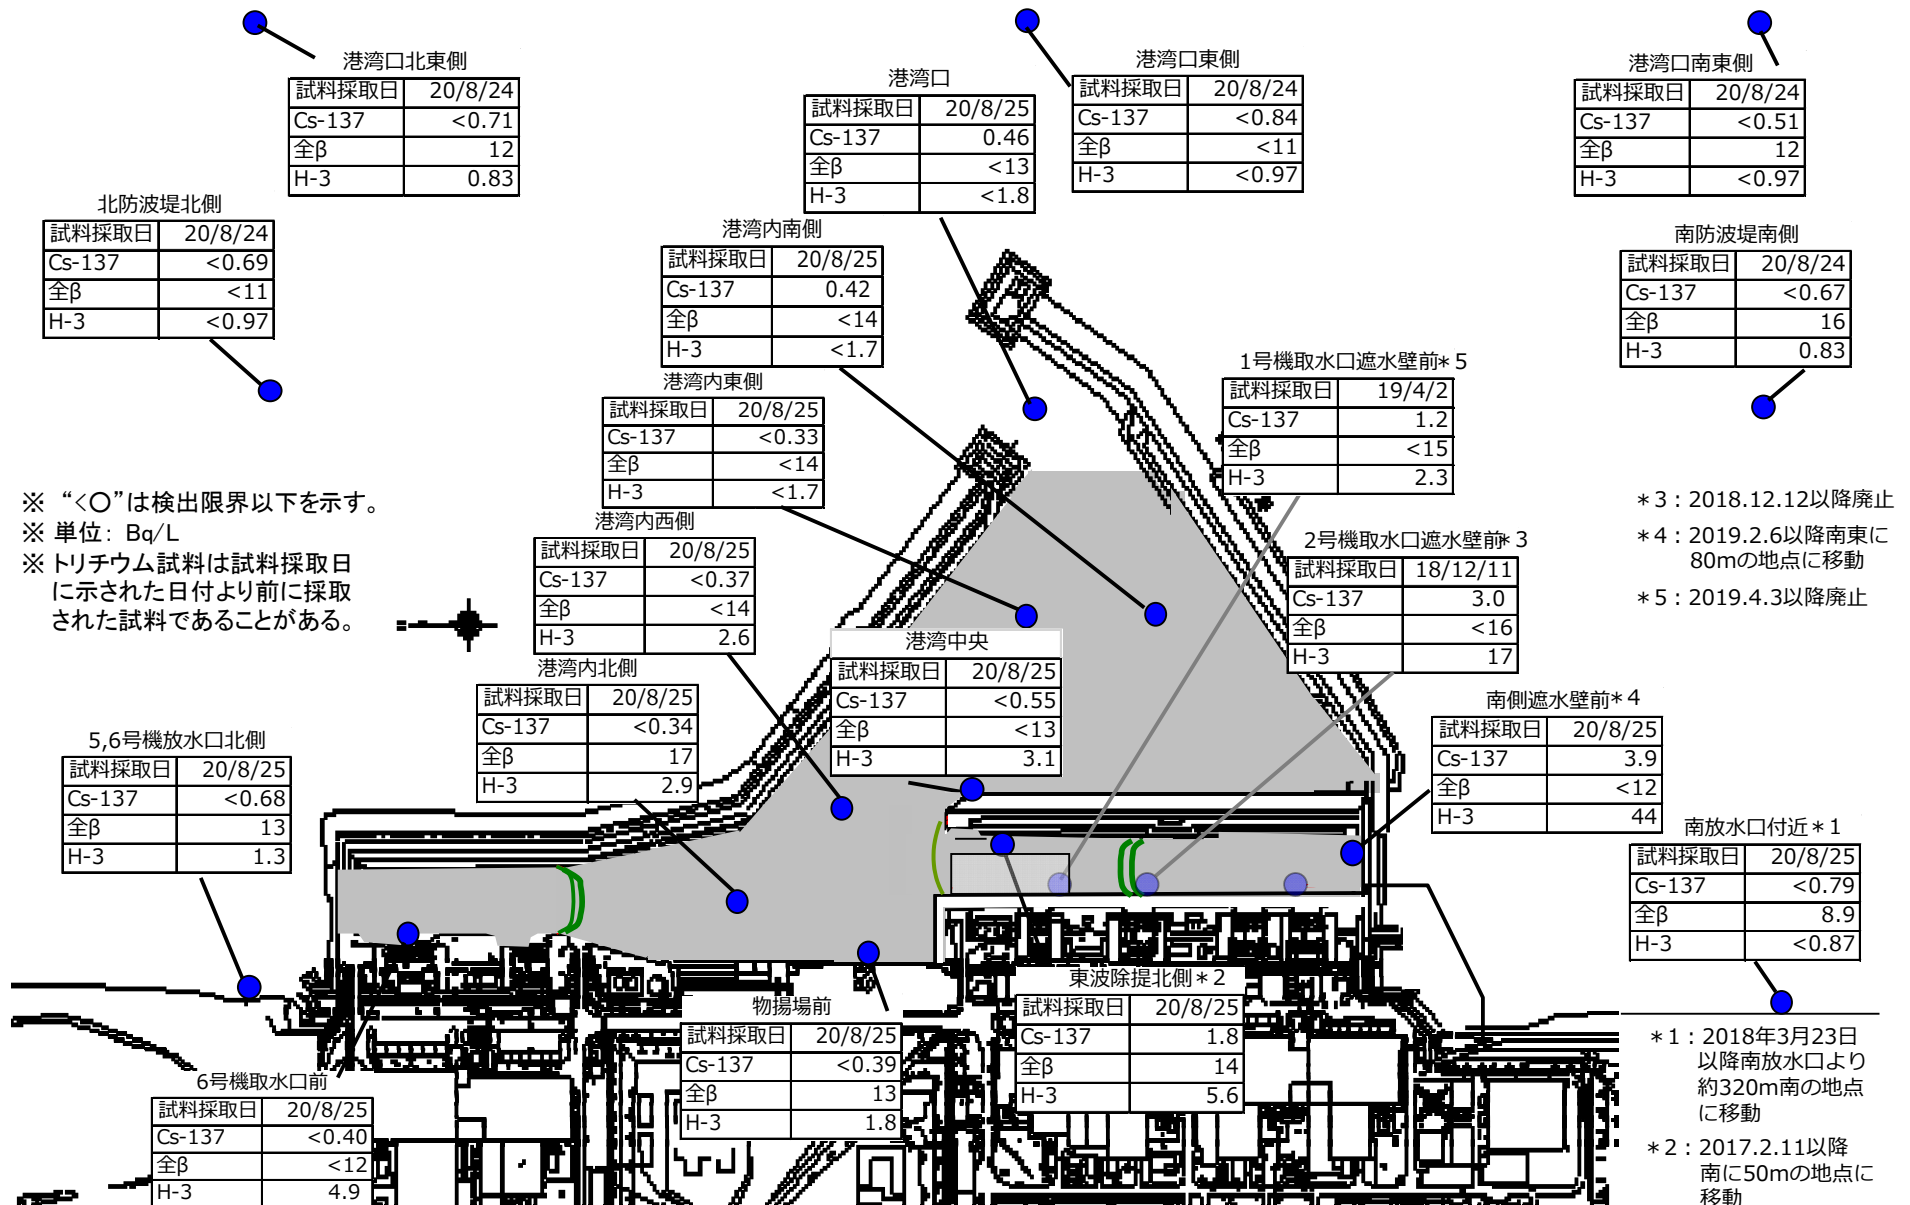 港湾口北東側
試料採取日 20/8/24
Cs-137 <0.71
全β 12
H-3 0.83
港湾口
試料採取日 20/8/25
Cs-137 0.46
全β <13
H-3 <1.8
港湾口東側
試料採取日 20/8/24
Cs-137 <0.84
全β <11
H-3 <0.97
港湾口南東側
試料採取日 20/8/24
Cs-137 <0.51
全β 12
H-3 <0.97
北防波堤北側
試料採取日 20/8/24
Cs-137 <0.69
全β <11
H-3 <0.97
港湾内南側
試料採取日 20/8/25
Cs-137 0.42
全β <14
H-3 <1.7
南防波堤南側
試料採取日 20/8/24
Cs-137 <0.67
全β 16
H-3 0.83
港湾内東側
試料採取日 20/8/25
Cs-137 <0.33
全β <14
H-3 <1.7
1号機取水口遮水壁前*5
試料採取日 19/4/2
Cs-137 1.2
全β <15
H-3 2.3
※ “<○”は検出限界以下を示す。
※ 単位: Bq/L
※ トリチウム試料は試料採取日
に示された日付より前に採取
された試料であることがある。
港湾内西側
試料採取日 20/8/25
Cs-137 <0.37
全β <14
H-3 2.6
2号機取水口遮水壁前*3
試料採取日 18/12/11
Cs-137 3.0
全β <16
H-3 17
*3:2018.12.12以降廃止
*4:2019.2.6以降南東に
80mの地点に移動
*5:2019.4.3以降廃止
港湾内北側
試料採取日 20/8/25
Cs-137 <0.34
全β 17
H-3 2.9
港湾中央
試料採取日 20/8/25
Cs-137 <0.55
全β <13
H-3 3.1
南側遮水壁前*4
試料採取日 20/8/25
Cs-137 3.9
全β <12
H-3 44
5,6号機放水口北側
試料採取日 20/8/25
Cs-137 <0.68
全β 13
H-3 1.3
南放水口付近*1
試料採取日 20/8/25
Cs-137 <0.79
全β 8.9
H-3 <0.87
物揚場前
試料採取日 20/8/25
Cs-137 <0.39
全β 13
H-3 1.8
東波除堤北側*2
試料採取日 20/8/25
Cs-137 1.8
全β 14
H-3 5.6
6号機取水口前
試料採取日 20/8/25
Cs-137 <0.40
全β <12
H-3 4.9
*1:2018年3月23日
以降南放水口より
約320m南の地点
に移動
*2:2017.2.11以降
南に50mの地点に
移動